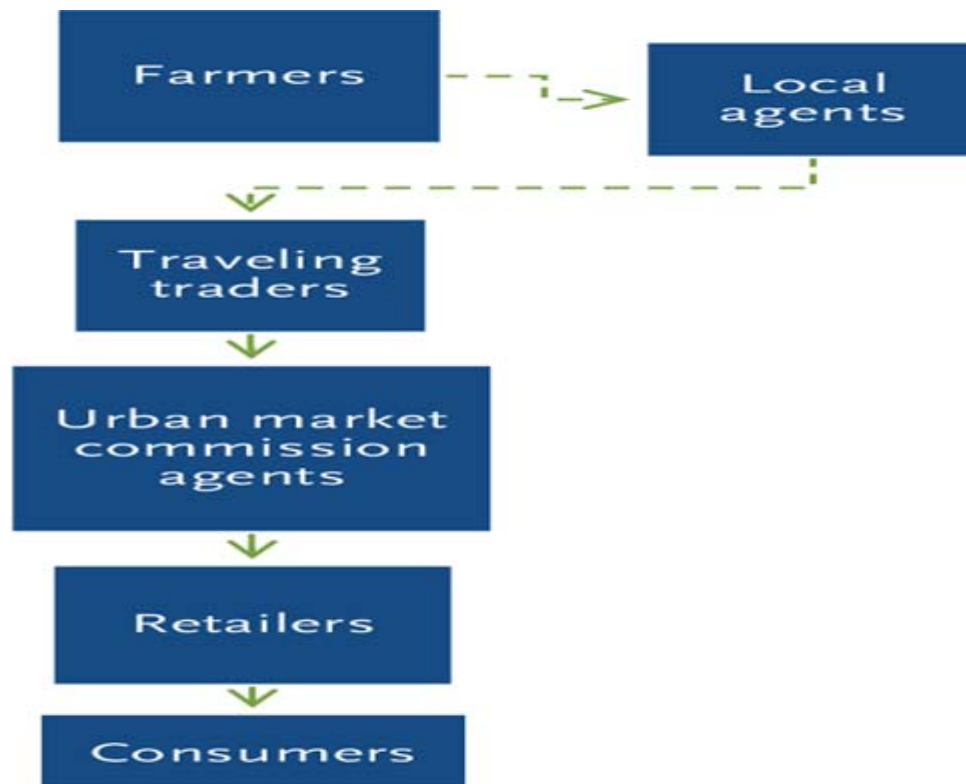 Farmers
Local
agents
Traveling
traders
Urban market
commission
agents
Retailers
Consumers